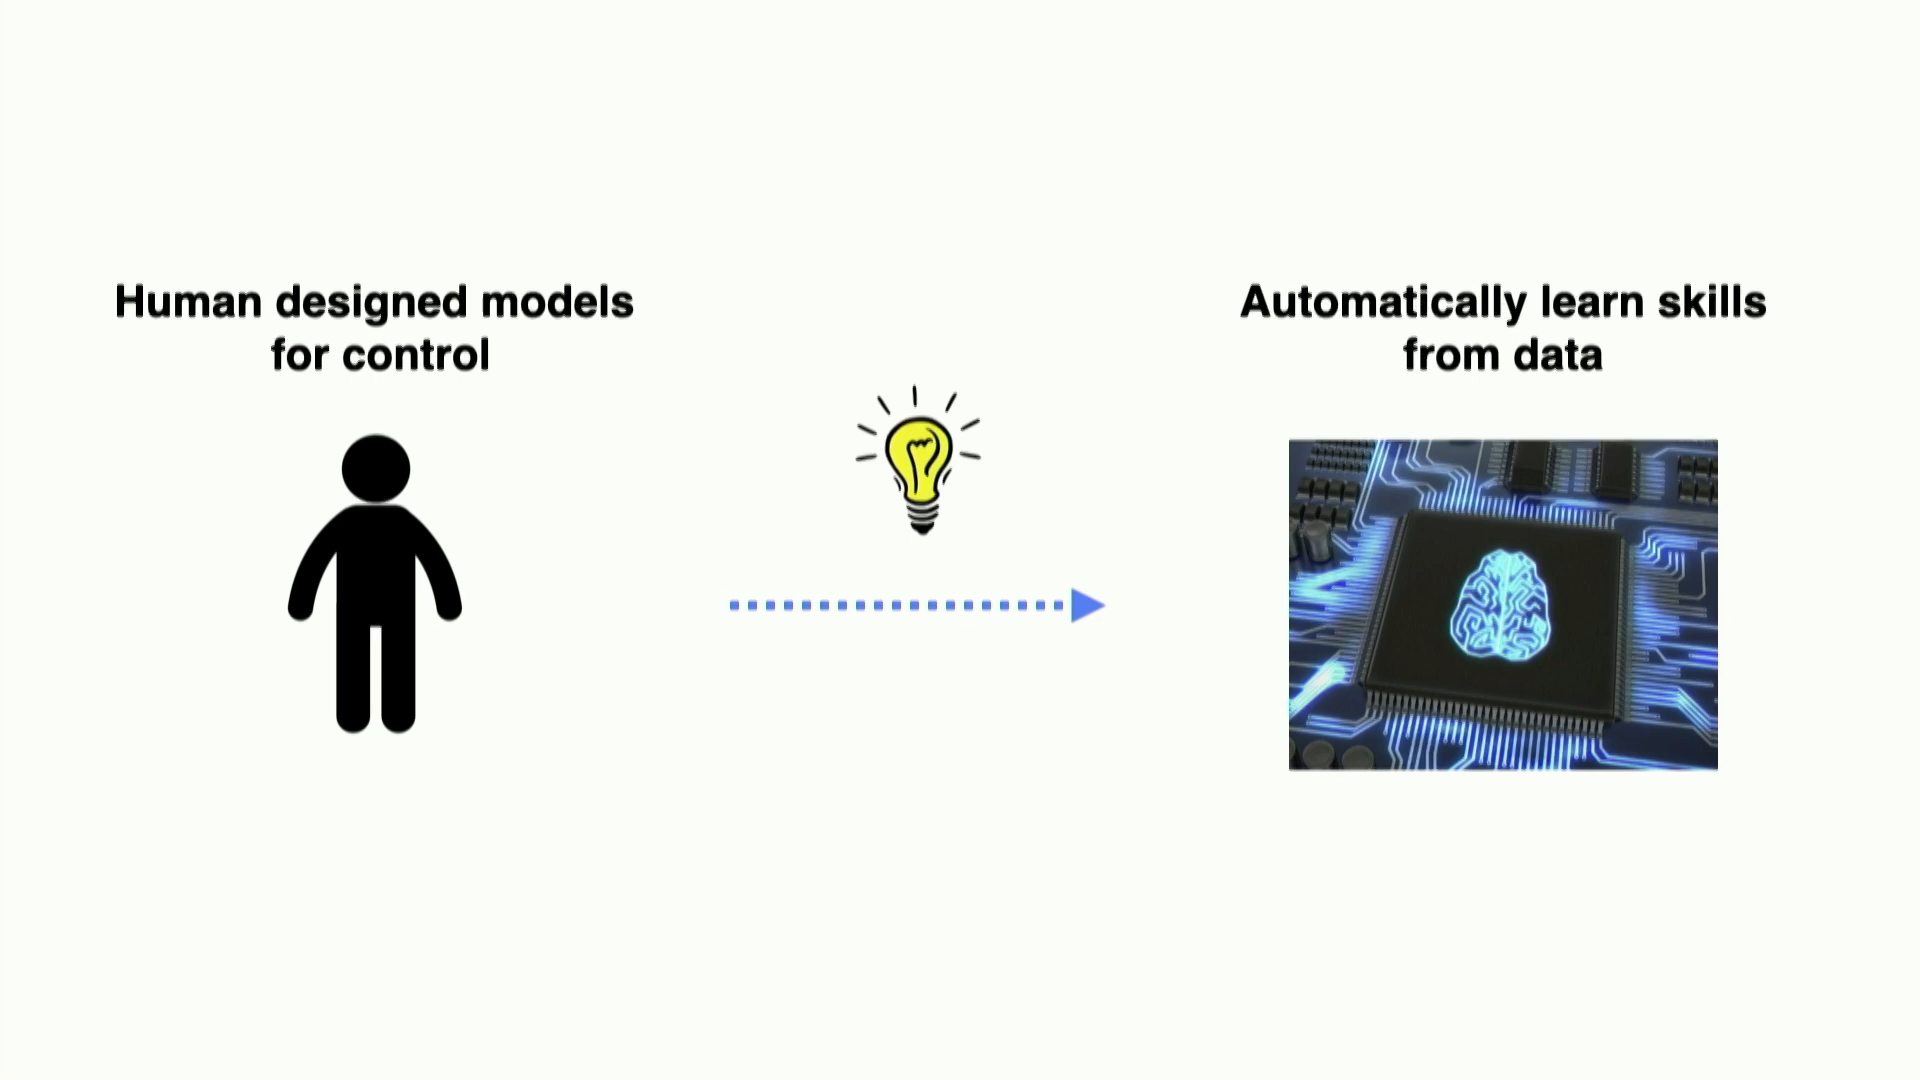 Human designed models
for control
Automatically learn skills
from data